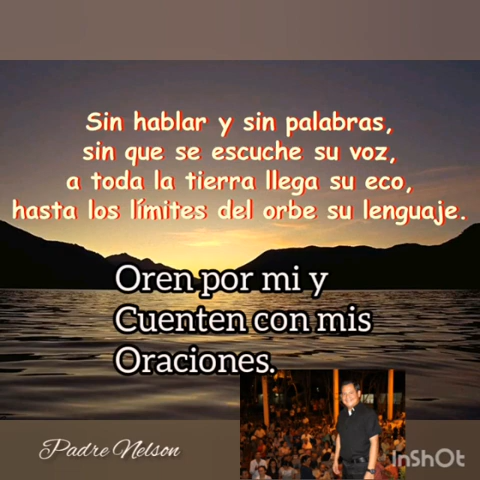 Sin hablar y sin palabras,
sin que se escuche su voz,
a toda la tierra llega su eco,
hasta los límites del orbe su lenguaje.
Oren por mi y
Cuenten con mis
Oraciones.
Padre Nelson
InShOt